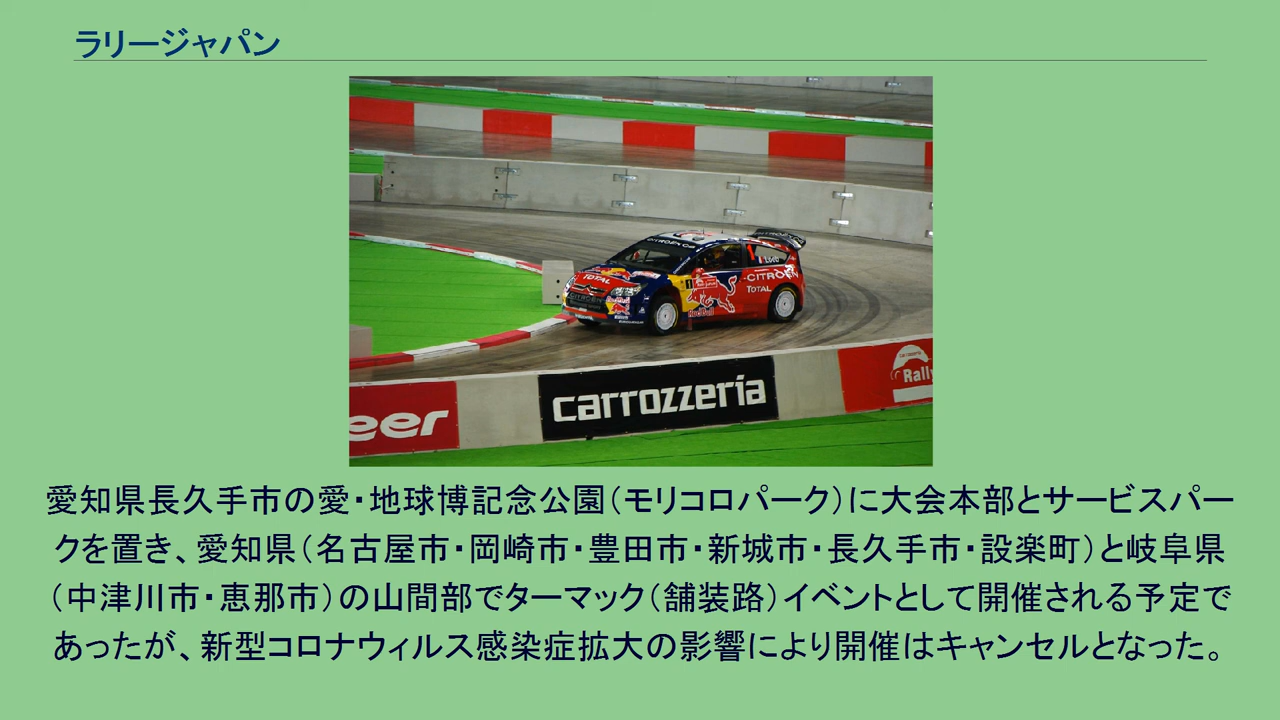 ラリージャパン
CITROËN
TOTAL
1
Loeb
CITROËN
TOTAL
Red Bull
eer
carrozzeria
carrozzeria
Rally
愛知県長久手市の愛・地球博記念公園（モリコロパーク）に大会本部とサービスパー
クを置き、愛知県（名古屋市・岡崎市・豊田市・新城市・長久手市・設楽町）と岐阜県
（中津川市・恵那市）の山間部でターマック（舗装路）イベントとして開催される予定で
あったが、新型コロナウィルス感染症拡大の影響により開催はキャンセルとなった。